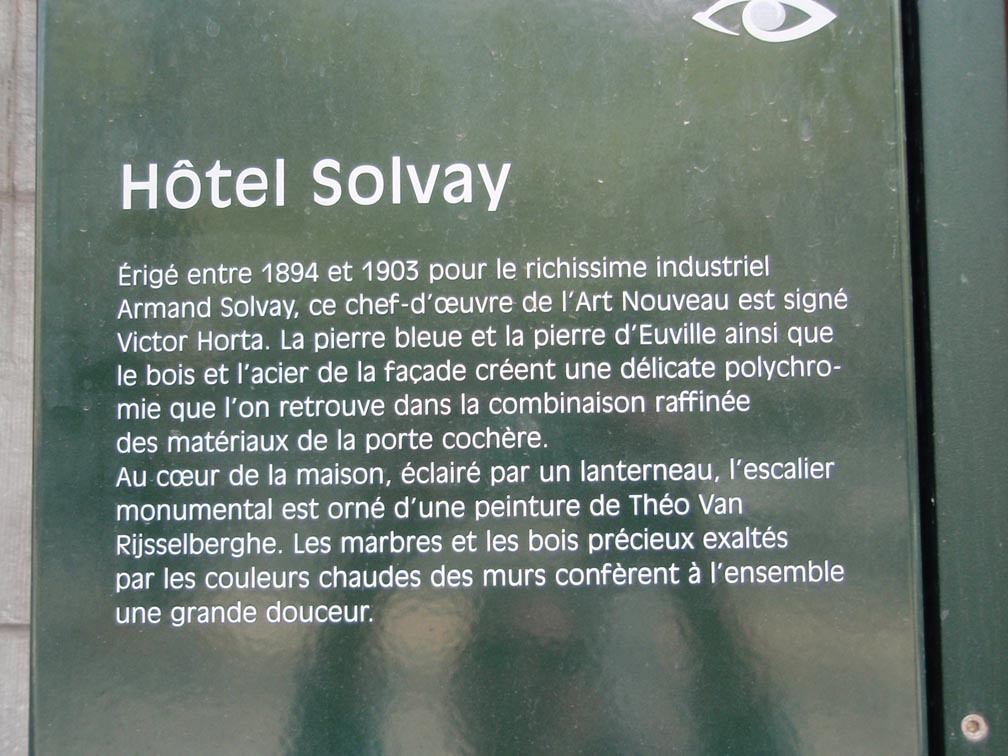 Hôtel Solvay
Érigé entre 1894 et 1903 pour le richissime industriel
Armand Solvay, ce chef-d'œuvre de l'Art Nouveau est signé
Victor Horta. La pierre bleue et la pierre d'Euville ainsi que
le bois et l'acier de la façade créent une délicate polychro-
mie que l'on retrouve dans la combinaison raffinée
des matériaux de la porte cochère.
Au cœur de la maison, éclairé par un lanterneau, l'escalier
monumental est orné d'une peinture de Théo Van
Rijsselberghe. Les marbres et les bois précieux exaltés
par les couleurs chaudes des murs confèrent à l'ensemble
une grande douceur.